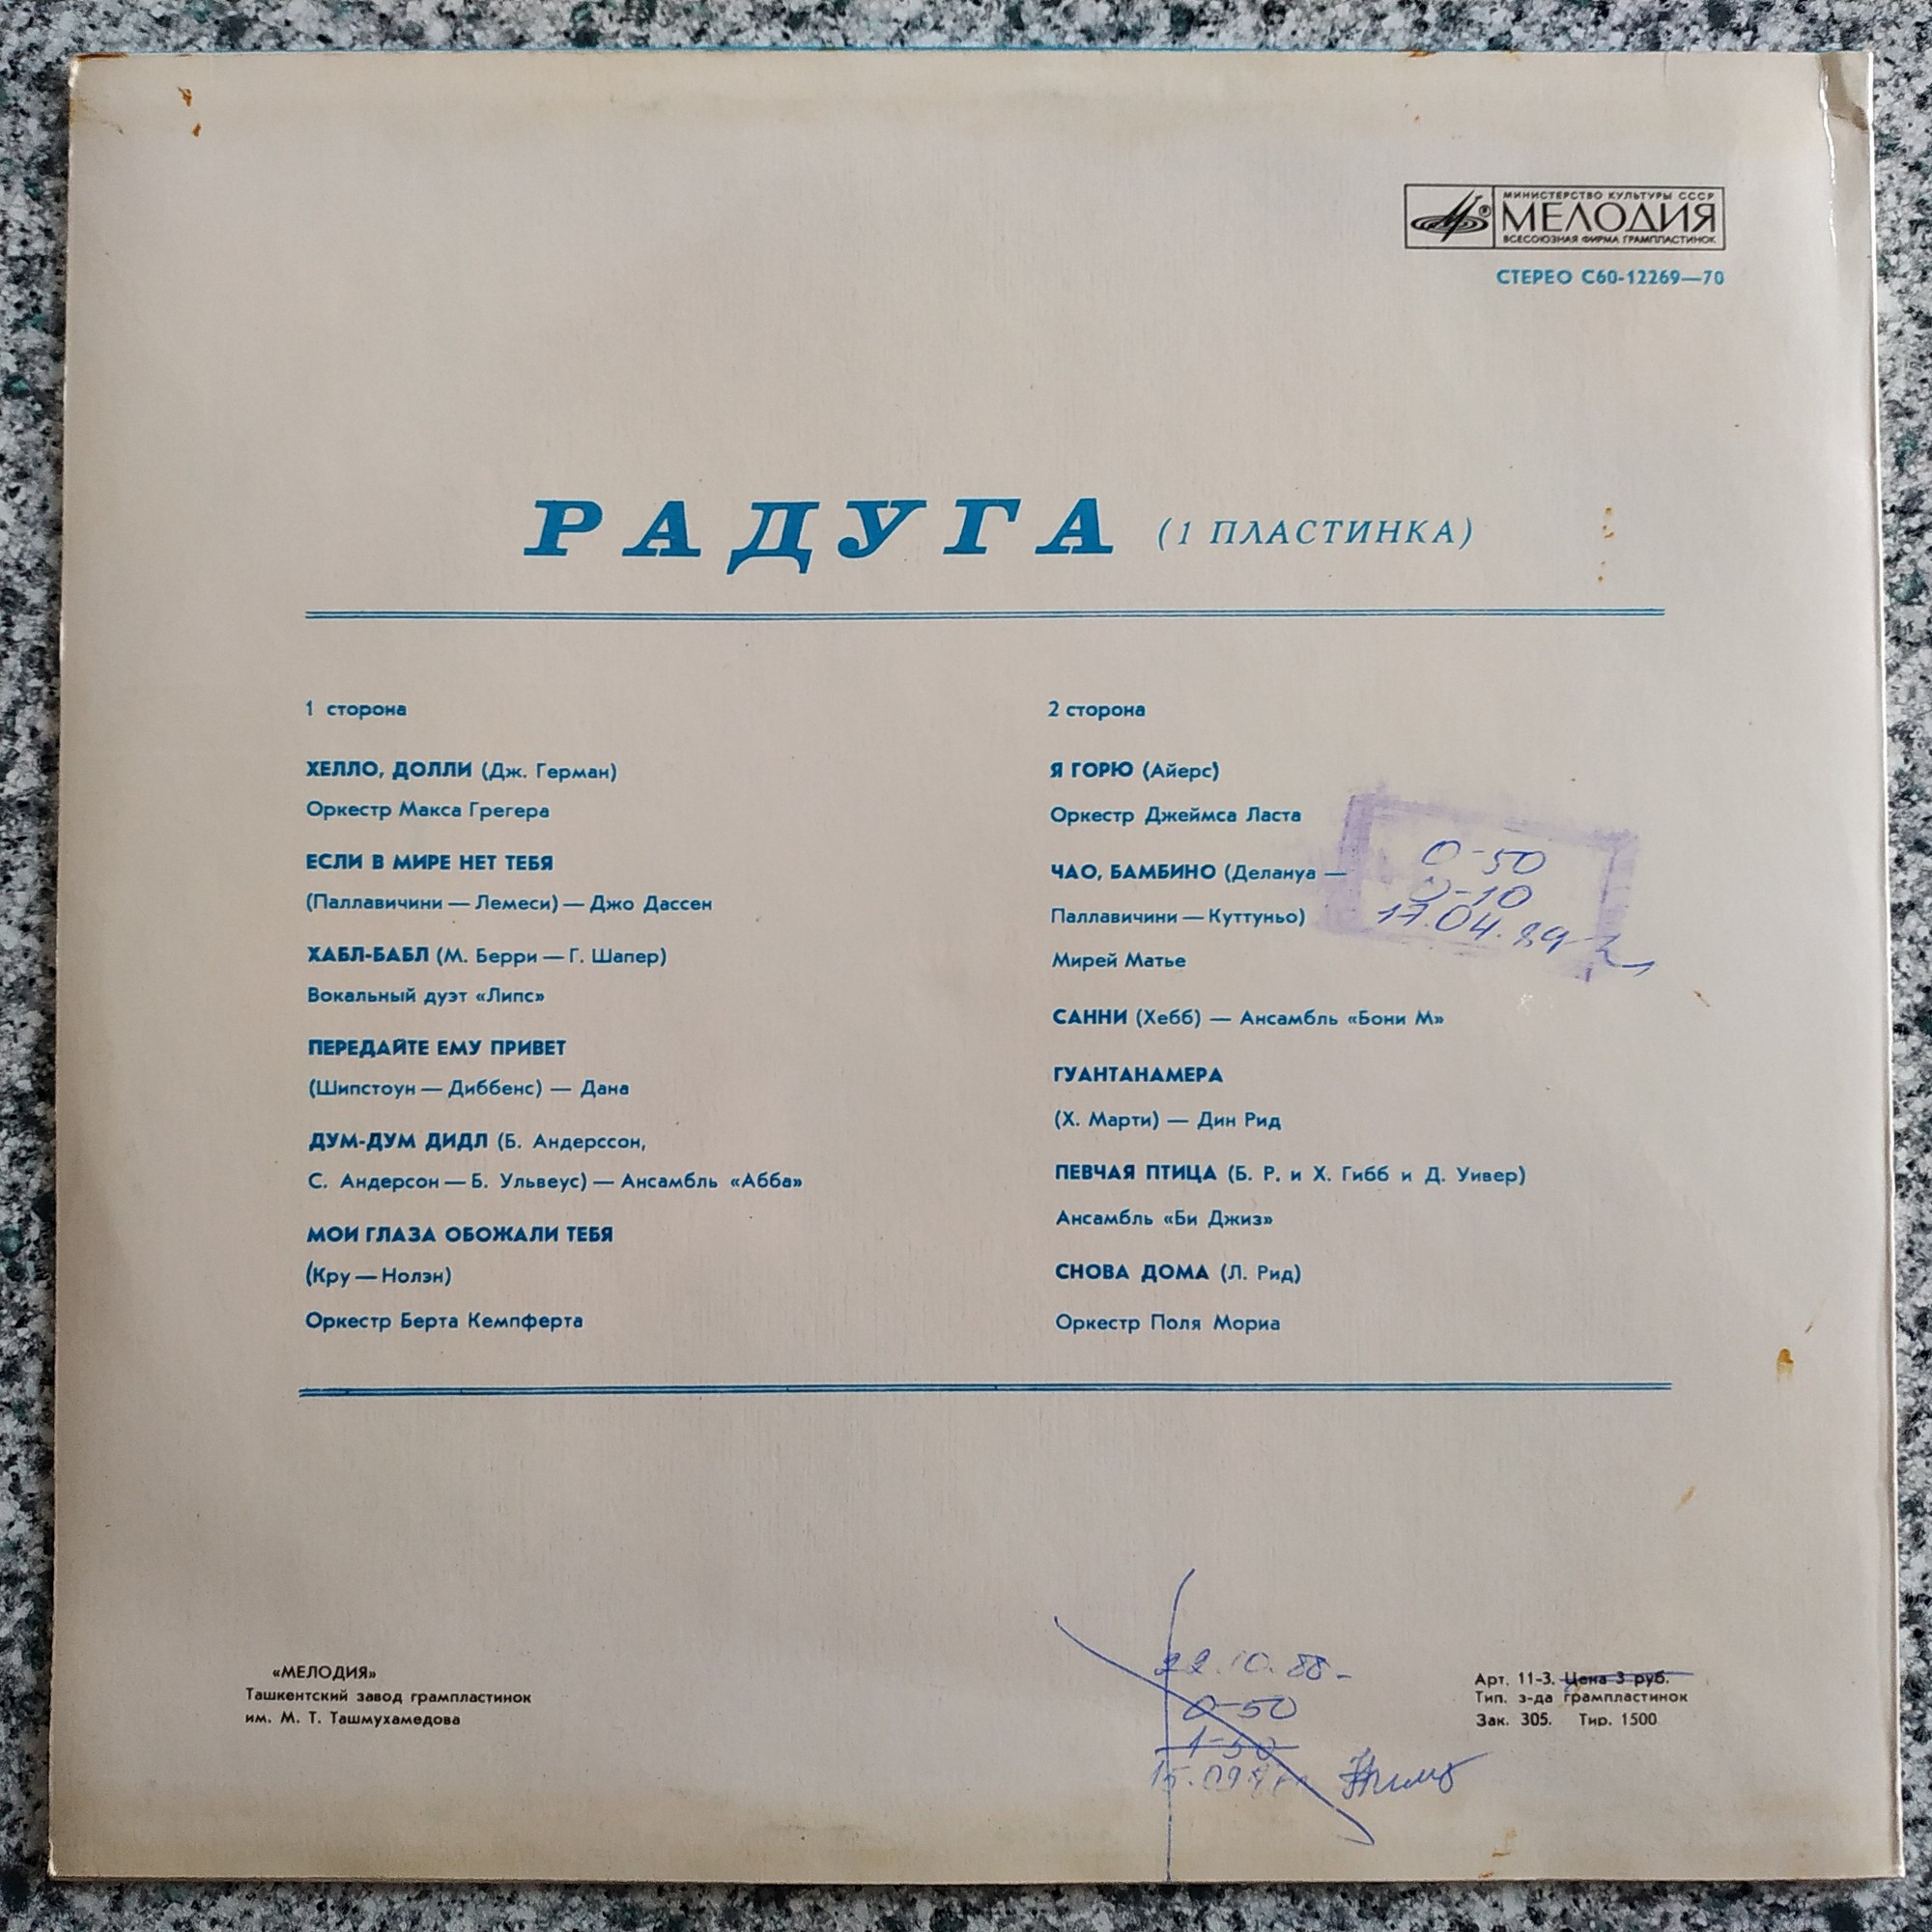 МИНИСТЕРСТВО КУЛЬТУРЫ СССР
МЕЛОДИЯ
ВСЕСОЮЗНАЯ ФИРМА ГРАМПЛАСТИНОК
СТЕРЕО С60-12269—70
РАДУГА (1 ПЛАСТИНКА)
1 сторона
ХЕЛЛО, ДОЛЛИ (Дж. Герман)
Оркестр Макса Грегера
ЕСЛИ В МИРЕ НЕТ ТЕБЯ
(Паллавичини — Лемеси) — Джо Дассен
ХАБЛ-БАБЛ (М. Берри — Г. Шапер)
Вокальный дуэт «Липс»
ПЕРЕДАЙТЕ ЕМУ ПРИВЕТ
(Шипстоун — Диббенс) — Дана
ДУМ-ДУМ ДИДЛ (Б. Андерссон,
С. Андерсон — Б. Ульвеус) — Ансамбль «Абба»
МОИ ГЛАЗА ОБОЖАЛИ ТЕБЯ
(Кру — Нолэн)
Оркестр Берта Кемпферта
2 сторона
Я ГОРЮ (Айерс)
Оркестр Джеймса Ласта
ЧАО, БАМБИНО (Делануа —
Паллавичини — Куттуньо)
Мирей Матье
САННИ (Хебб) — Ансамбль «Бони М»
ГУАНТАНАМЕРА
(Х. Марти) — Дин Рид
ПЕВЧАЯ ПТИЦА (Б. Р. и Х. Гибб и Д. Уивер)
Ансамбль «Би Джиз»
СНОВА ДОМА (Л. Рид)
Оркестр Поля Мориа
0-50
0-10
17.04.89
«МЕЛОДИЯ»
Ташкентский завод грампластинок
им. М. Т. Ташмухамедова
22.10.88-
0-50
1-50
Арт. 11-3. Цена 3 руб.
Тип. з-да грампластинок
Зак. 305. Тир. 1500